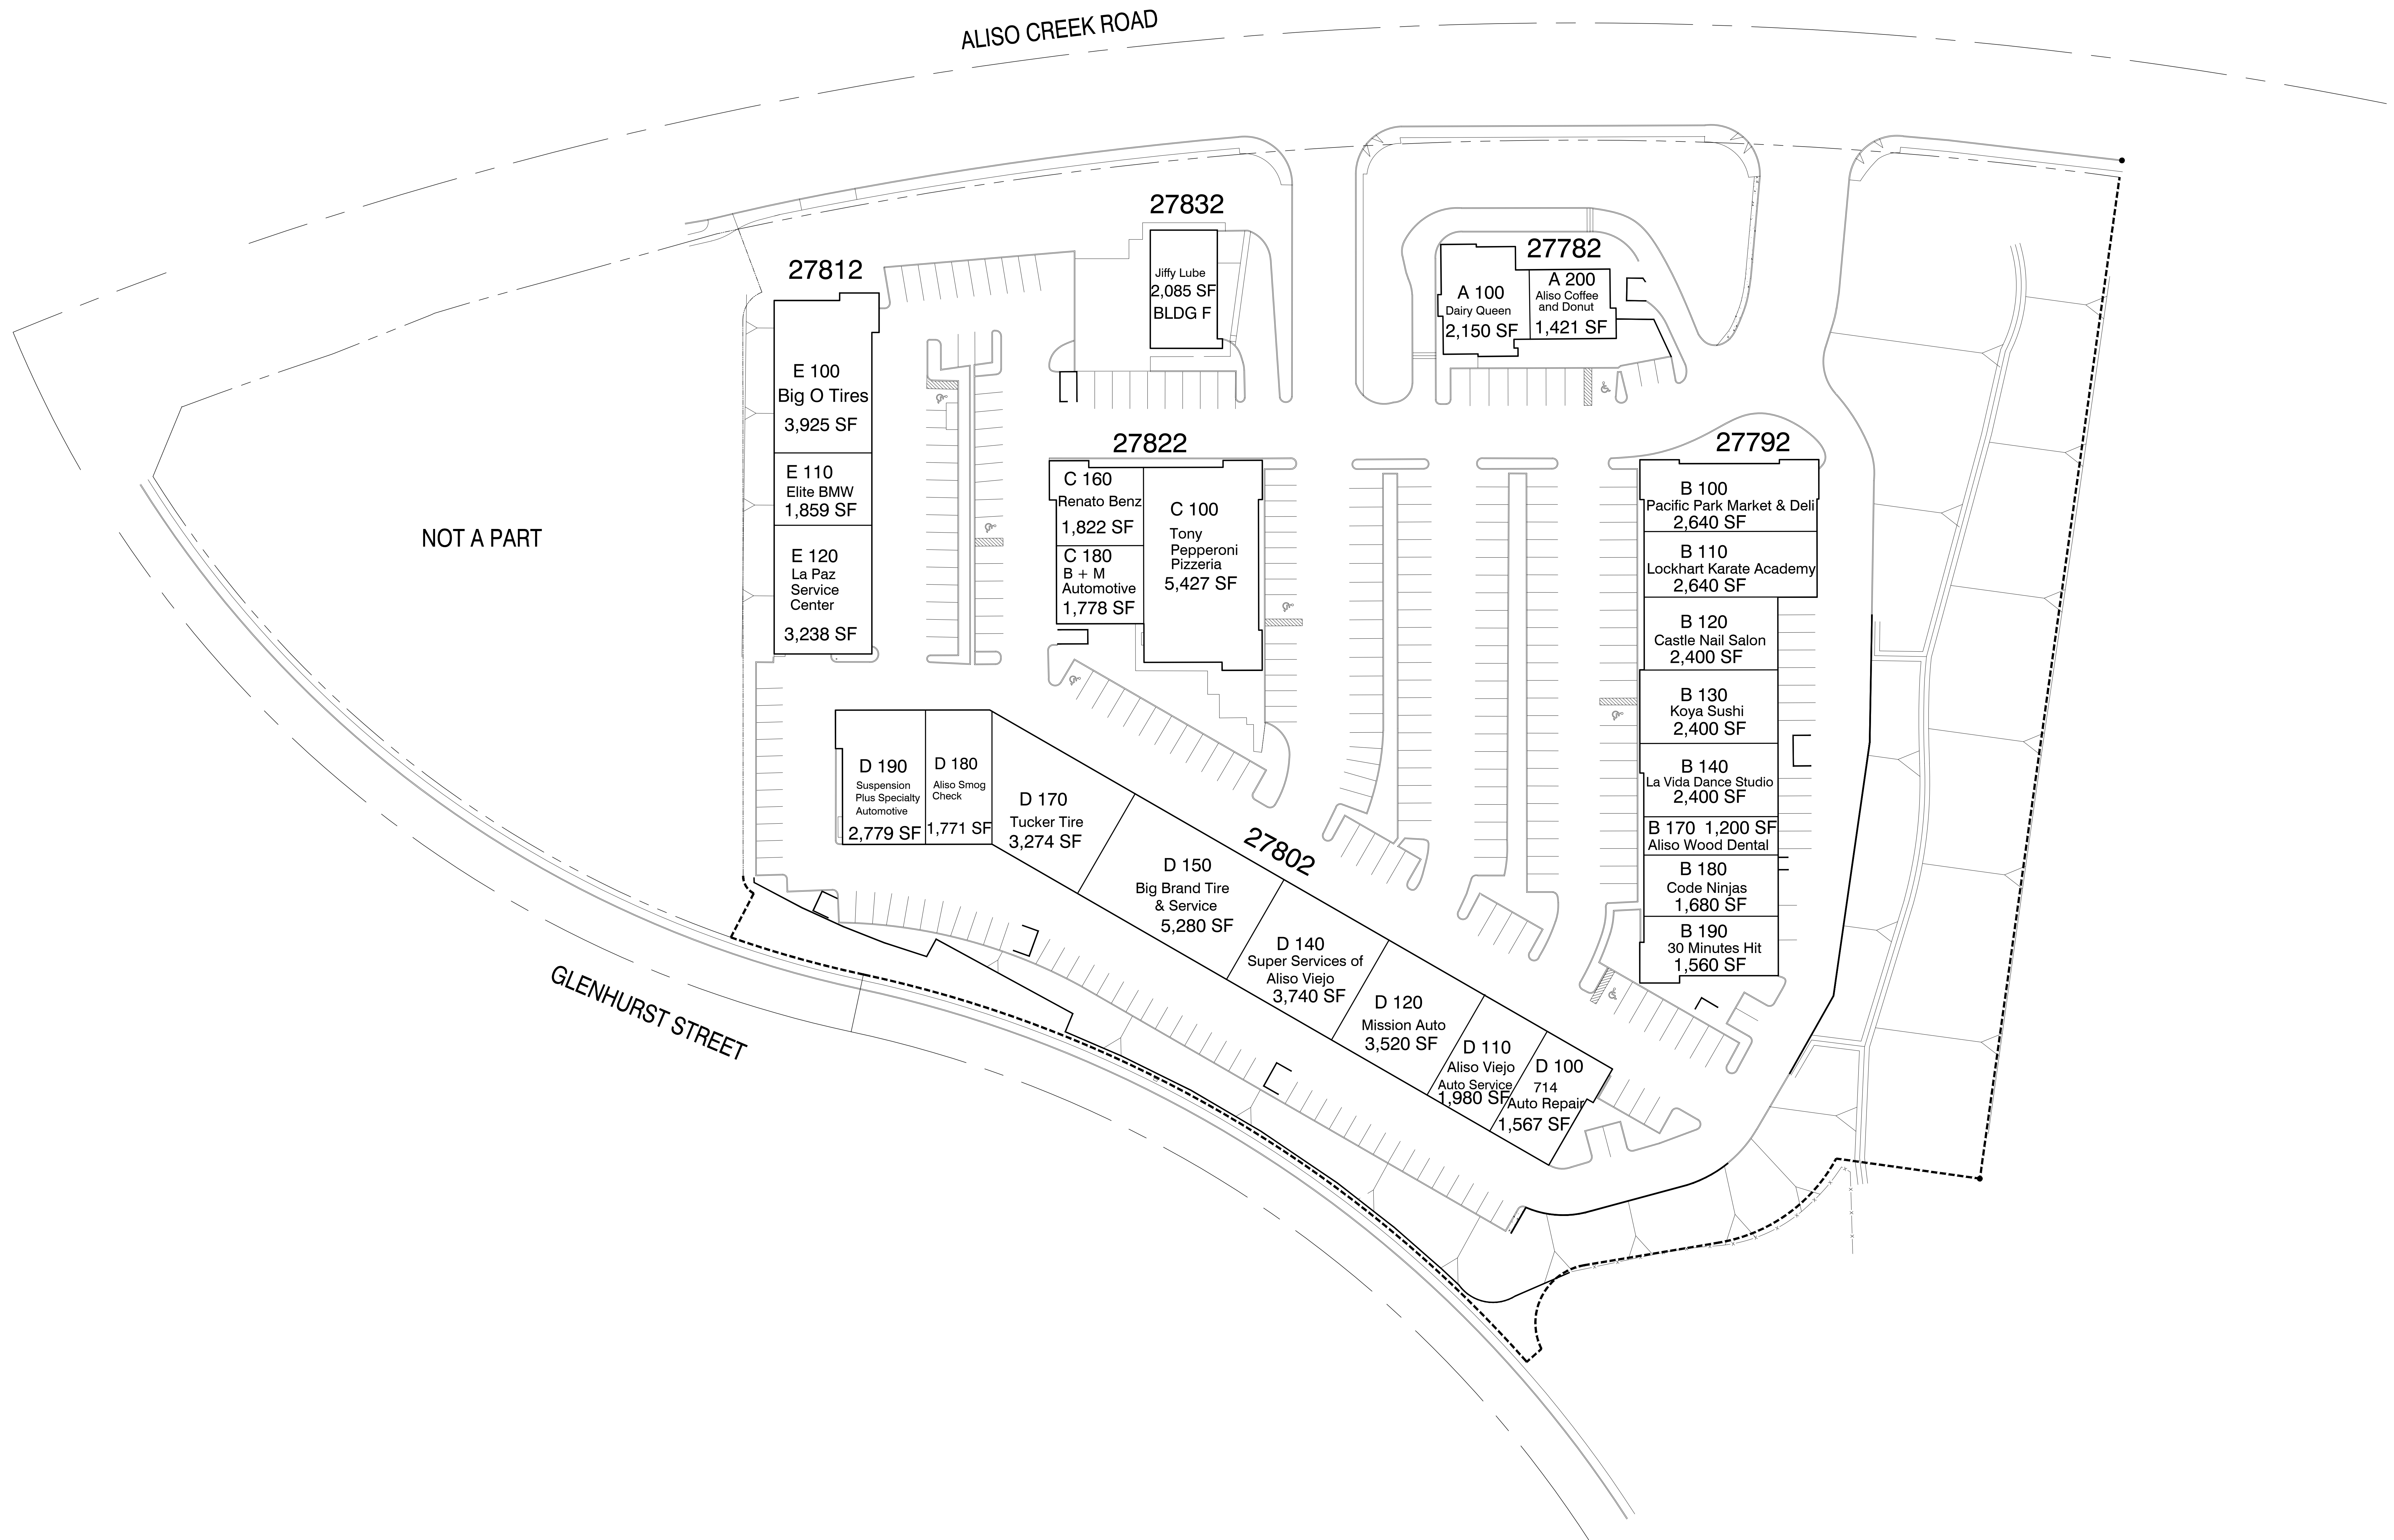 ALISO CREEK ROAD
27832
Jiffy Lube
2,085 SF
BLDG F
27782
A 100
Dairy Queen
2,150 SF
A 200
Aliso Coffee
and Donut
1,421 SF
27812
E 100
Big O Tires
3,925 SF
E 110
Elite BMW
1,859 SF
E 120
La Paz
Service
Center
3,238 SF
NOT A PART
27822
C 160
Renato Benz
1,822 SF
C 180
B + M
Automotive
1,778 SF
C 100
Tony
Pepperoni
Pizzeria
5,427 SF
27792
B 100
Pacific Park Market & Deli
2,640 SF
B 110
Lockhart Karate Academy
2,640 SF
B 120
Castle Nail Salon
2,400 SF
B 130
Koya Sushi
2,400 SF
B 140
La Vida Dance Studio
2,400 SF
B 170 1,200 SF
Aliso Wood Dental
B 180
Code Ninjas
1,680 SF
B 190
30 Minutes Hit
1,560 SF
27802
D 190
Suspension
Plus Specialty
Automotive
2,779 SF
D 180
Aliso Smog
Check
1,771 SF
D 170
Tucker Tire
3,274 SF
D 150
Big Brand Tire
& Service
5,280 SF
D 140
Super Services of
Aliso Viejo
3,740 SF
D 120
Mission Auto
3,520 SF
D 110
Aliso Viejo
Auto Service
1,980 SF
D 100
714
Auto Repair
1,567 SF
GLENHURST STREET